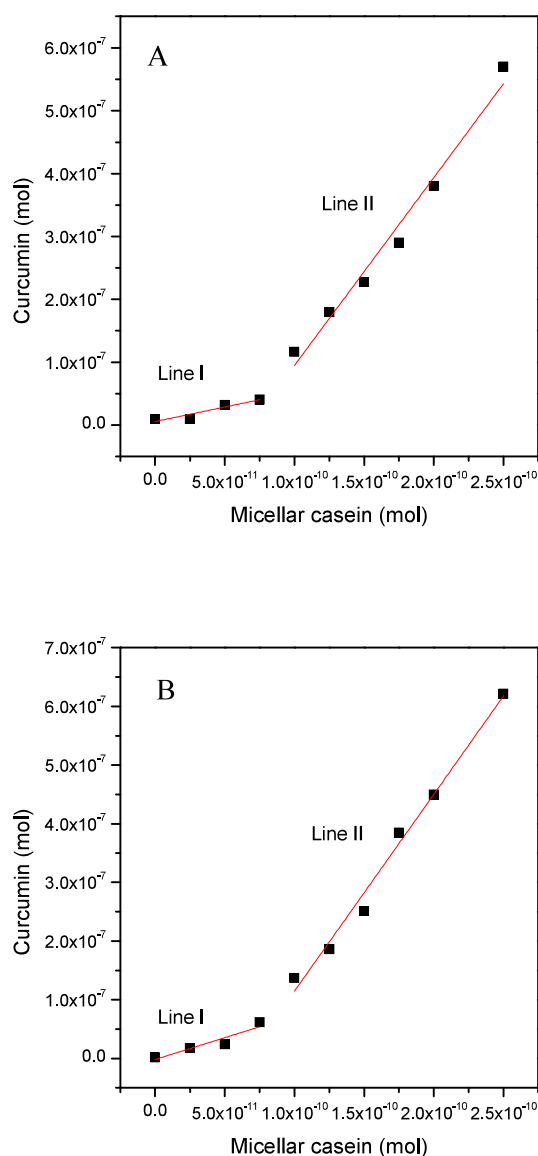 A
6.0x10⁻⁷
5.0x10⁻⁷
4.0x10⁻⁷
3.0x10⁻⁷
2.0x10⁻⁷
1.0x10⁻⁷
0.0
Curcumin (mol)
Line II
Line I
0.0 5.0x10⁻¹¹ 1.0x10⁻¹⁰ 1.5x10⁻¹⁰ 2.0x10⁻¹⁰ 2.5x10⁻¹⁰
Micellar casein (mol)
B
7.0x10⁻⁷
6.0x10⁻⁷
5.0x10⁻⁷
4.0x10⁻⁷
3.0x10⁻⁷
2.0x10⁻⁷
1.0x10⁻⁷
0.0
Curcumin (mol)
Line II
Line I
0.0 5.0x10⁻¹¹ 1.0x10⁻¹⁰ 1.5x10⁻¹⁰ 2.0x10⁻¹⁰ 2.5x10⁻¹⁰
Micellar casein (mol)